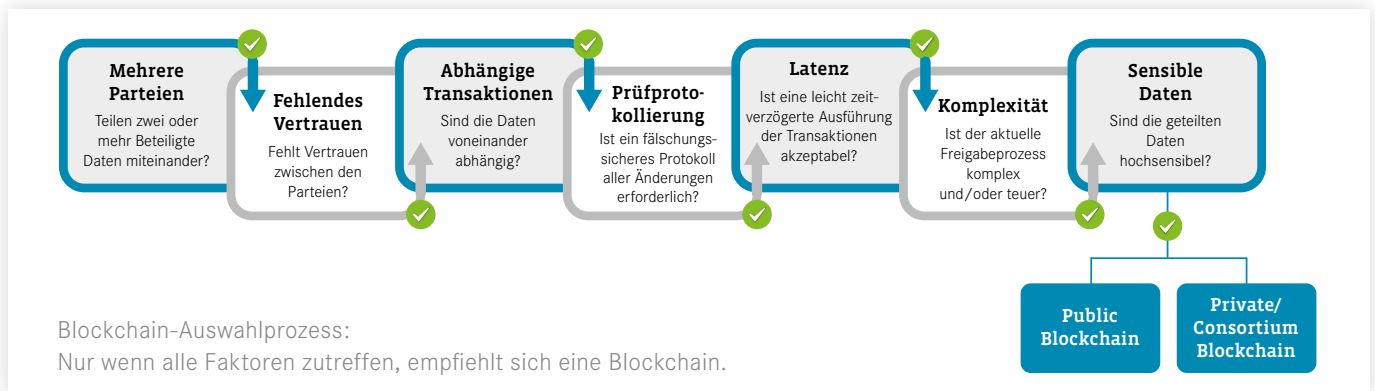 Mehrere
Parteien
Teilen zwei oder
mehr Beteiligte
Daten miteinander?
Fehlendes
Vertrauen
Fehlt Vertrauen
zwischen den
Parteien?
Abhängige
Transaktionen
Sind die Daten
voneinander
abhängig?
Prüfproto-
kollierung
Ist ein fälschungs-
sicheres Protokoll
aller Änderungen
erforderlich?
Latenz
Ist eine leicht zeit-
verzögerte Ausführung
der Transaktionen
akzeptabel?
Komplexität
Ist der aktuelle
Freigabeprozess
komplex
und/oder teuer?
Sensible
Daten
Sind die geteilten
Daten
hochsensibel?
Public
Blockchain
Private/
Consortium
Blockchain
Blockchain-Auswahlprozess:
Nur wenn alle Faktoren zutreffen, empfiehlt sich eine Blockchain.